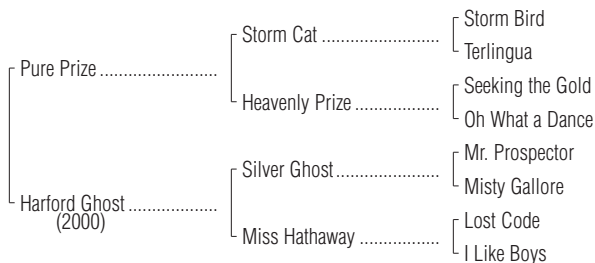 Storm Bird
Storm Cat ........................
Terlingua
Pure Prize ........................
Seeking the Gold
Heavenly Prize .................
Oh What a Dance
Mr. Prospector
Silver Ghost .....................
Misty Gallore
Harford Ghost ..................
(2000)
Lost Code
Miss Hathaway ................
I Like Boys